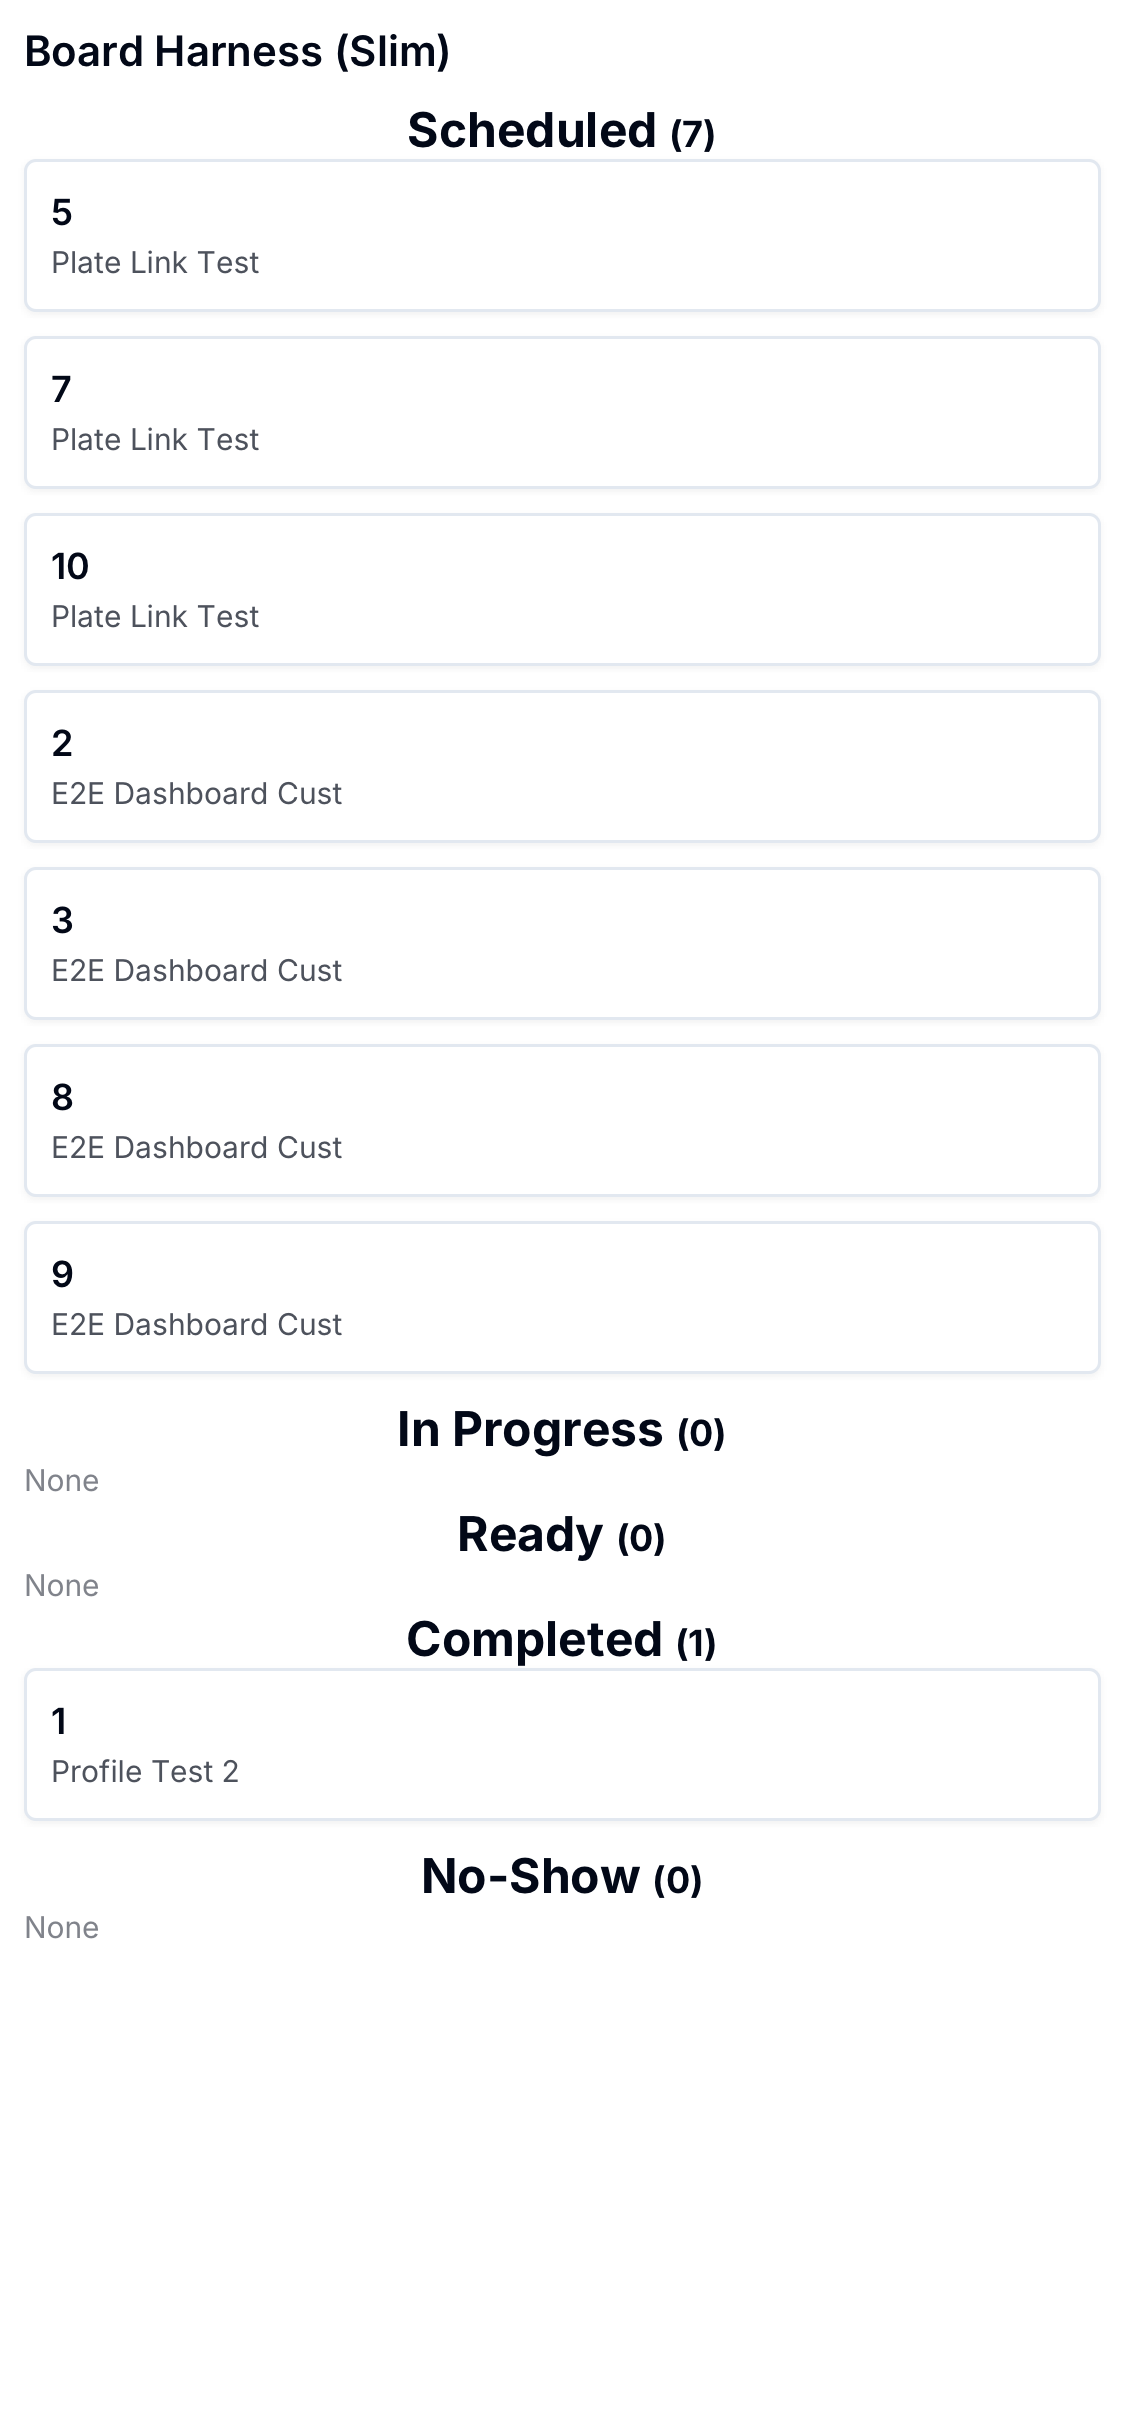 Board Harness (Slim)
Scheduled (7)
5
Plate Link Test
7
Plate Link Test
10
Plate Link Test
2
E2E Dashboard Cust
3
E2E Dashboard Cust
8
E2E Dashboard Cust
9
E2E Dashboard Cust
In Progress (0)
None
Ready (0)
None
Completed (1)
1
Profile Test 2
No-Show (0)
None